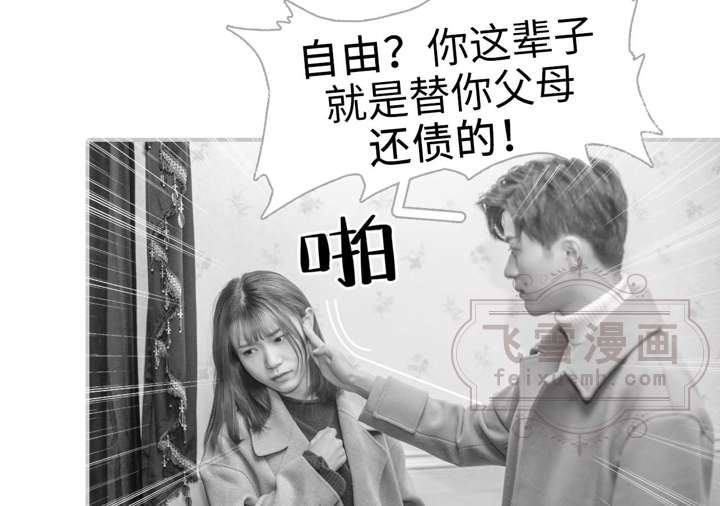 自由？你这辈子
就是替你父母
还债的！
啪
飞雪漫画
feixuemh.com